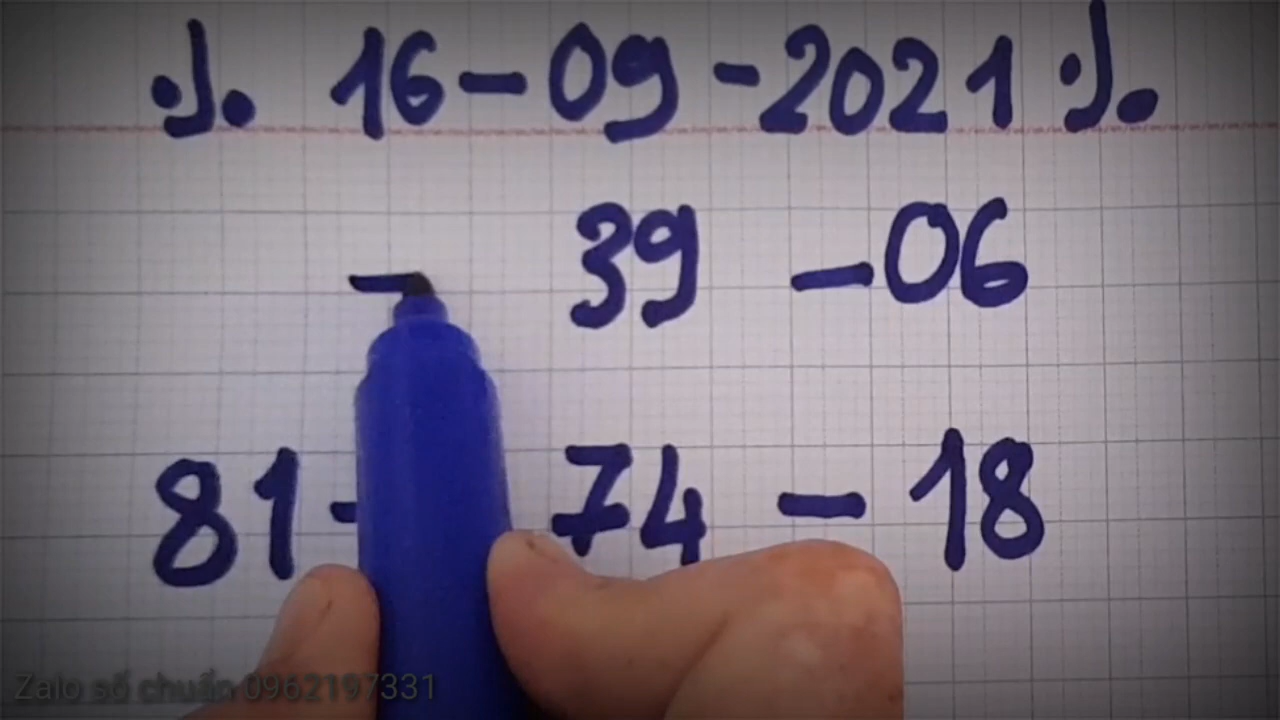 16-09-2021
- 39 - 06
81 - 74 - 18
Zalo số chuẩn 0962197331